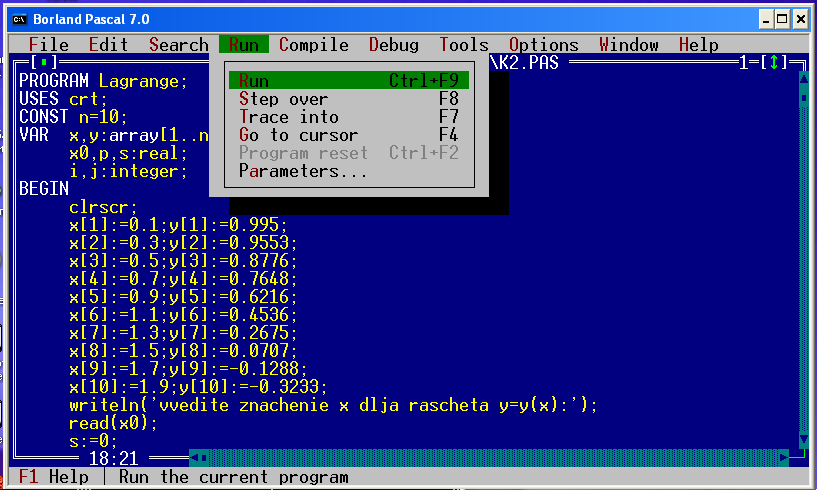 Borland Pascal 7.0
File Edit Search Run Compile Debug Tools Options Window Help
\K2.PAS 1=[↕]
Run Ctrl+F9
Step over F8
Trace into F7
Go to cursor F4
Program reset Ctrl+F2
Parameters...
PROGRAM Lagrange;
USES crt;
CONST n=10;
VAR x,y:array[1..n
x0,p,s:real;
i,j:integer;
BEGIN
clrscr;
x[1]:=0.1;y[1]:=0.995;
x[2]:=0.3;y[2]:=0.9553;
x[3]:=0.5;y[3]:=0.8776;
x[4]:=0.7;y[4]:=0.7648;
x[5]:=0.9;y[5]:=0.6216;
x[6]:=1.1;y[6]:=0.4536;
x[7]:=1.3;y[7]:=0.2675;
x[8]:=1.5;y[8]:=0.0707;
x[9]:=1.7;y[9]:=-0.1288;
x[10]:=1.9;y[10]:=-0.3233;
writeln('vvedite znachenie x dlja rascheta y=y(x):');
read(x0);
s:=0;
18:21
F1 Help | Run the current program